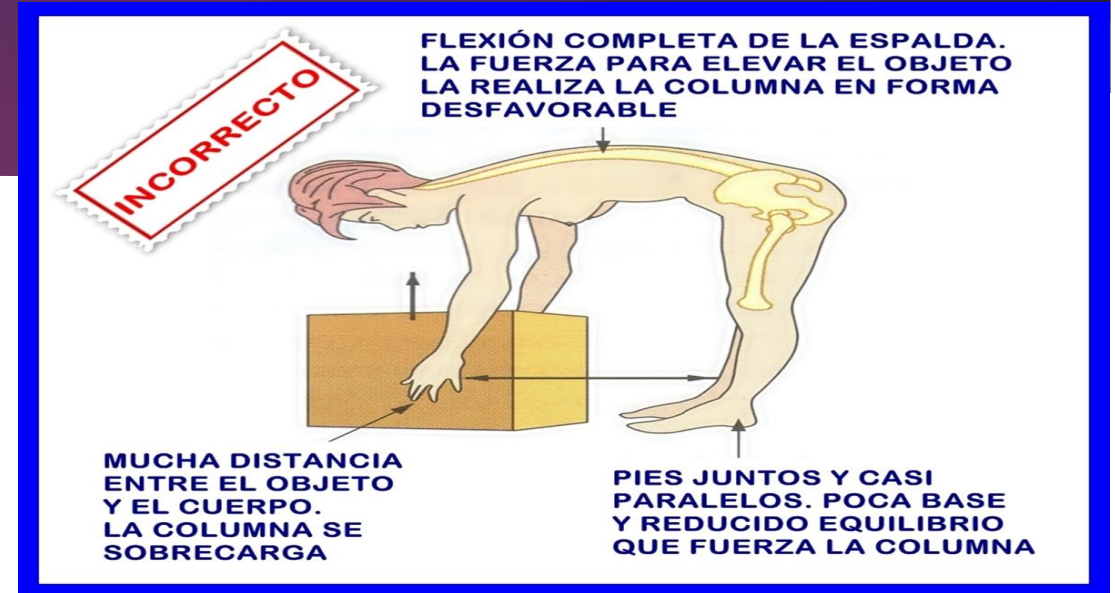 INCORRECTO
FLEXIÓN COMPLETA DE LA ESPALDA.
LA FUERZA PARA ELEVAR EL OBJETO
LA REALIZA LA COLUMNA EN FORMA
DESFAVORABLE
MUCHA DISTANCIA
ENTRE EL OBJETO
Y EL CUERPO.
LA COLUMNA SE
SOBRECARGA
PIES JUNTOS Y CASI
PARALELOS. POCA BASE
Y REDUCIDO EQUILIBRIO
QUE FUERZA LA COLUMNA